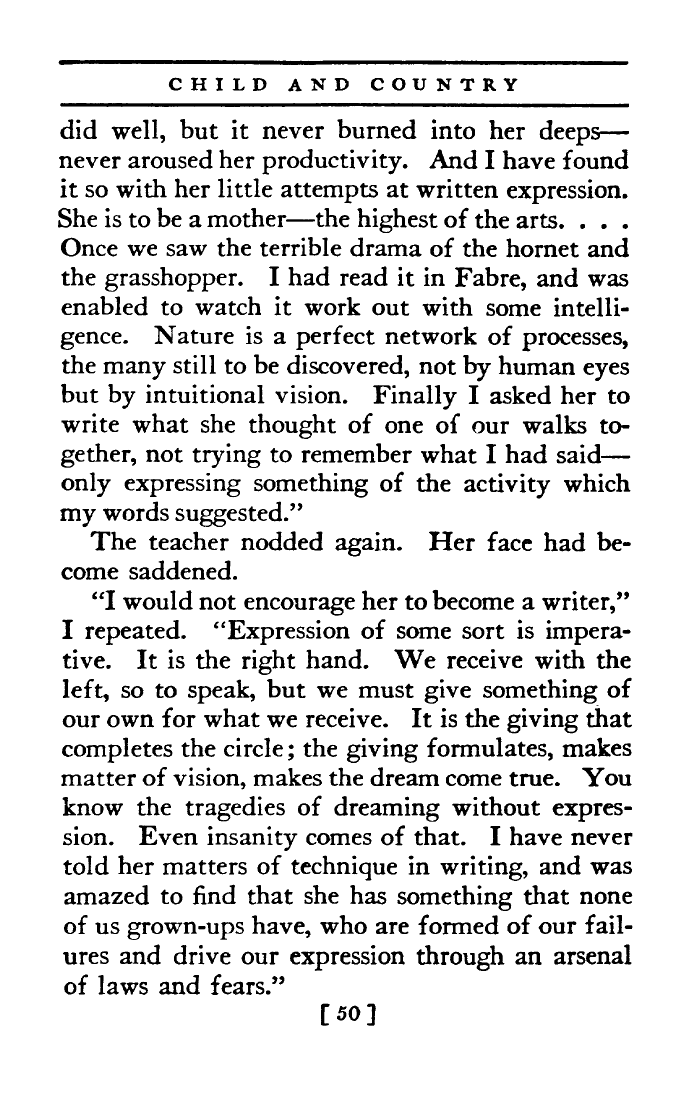 CHILD AND COUNTRY
did well, but it never burned into her deeps—
never aroused her productivity. And I have found
it so with her little attempts at written expression.
She is to be a mother—the highest of the arts. . . .
Once we saw the terrible drama of the hornet and
the grasshopper. I had read it in Fabre, and was
enabled to watch it work out with some intelli-
gence. Nature is a perfect network of processes,
the many still to be discovered, not by human eyes
but by intuitional vision. Finally I asked her to
write what she thought of one of our walks to-
gether, not trying to remember what I had said—
only expressing something of the activity which
my words suggested.”
The teacher nodded again. Her face had be-
come saddened.
“I would not encourage her to become a writer,”
I repeated. “Expression of some sort is impera-
tive. It is the right hand. We receive with the
left, so to speak, but we must give something of
our own for what we receive. It is the giving that
completes the circle; the giving formulates, makes
matter of vision, makes the dream come true. You
know the tragedies of dreaming without expres-
sion. Even insanity comes of that. I have never
told her matters of technique in writing, and was
amazed to find that she has something that none
of us grown-ups have, who are formed of our fail-
ures and drive our expression through an arsenal
of laws and fears.”
[ 50 ]